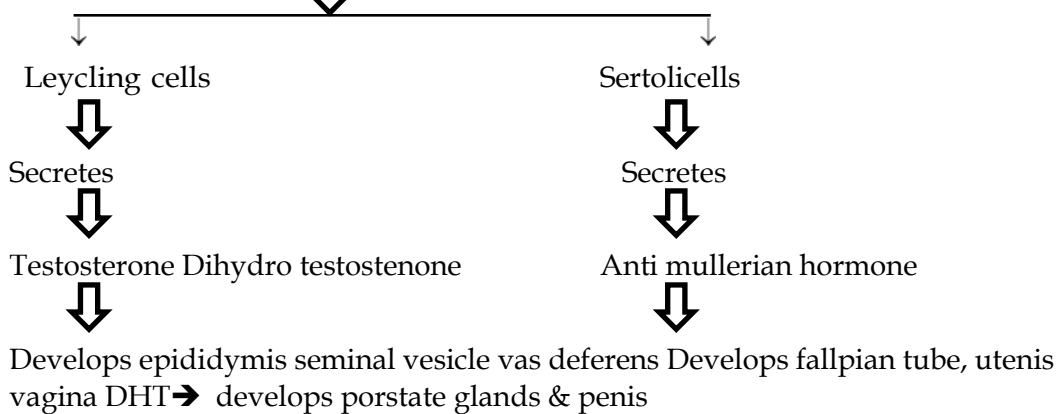 Leycling cells Sertolicells
Secretes Secretes
Testosterone Dihydro testostenone Anti mullerian hormone
Develops epididymis seminal vesicle vas deferens Develops fallpian tube, utenis
vagina DHT➔ develops porstate glands & penis